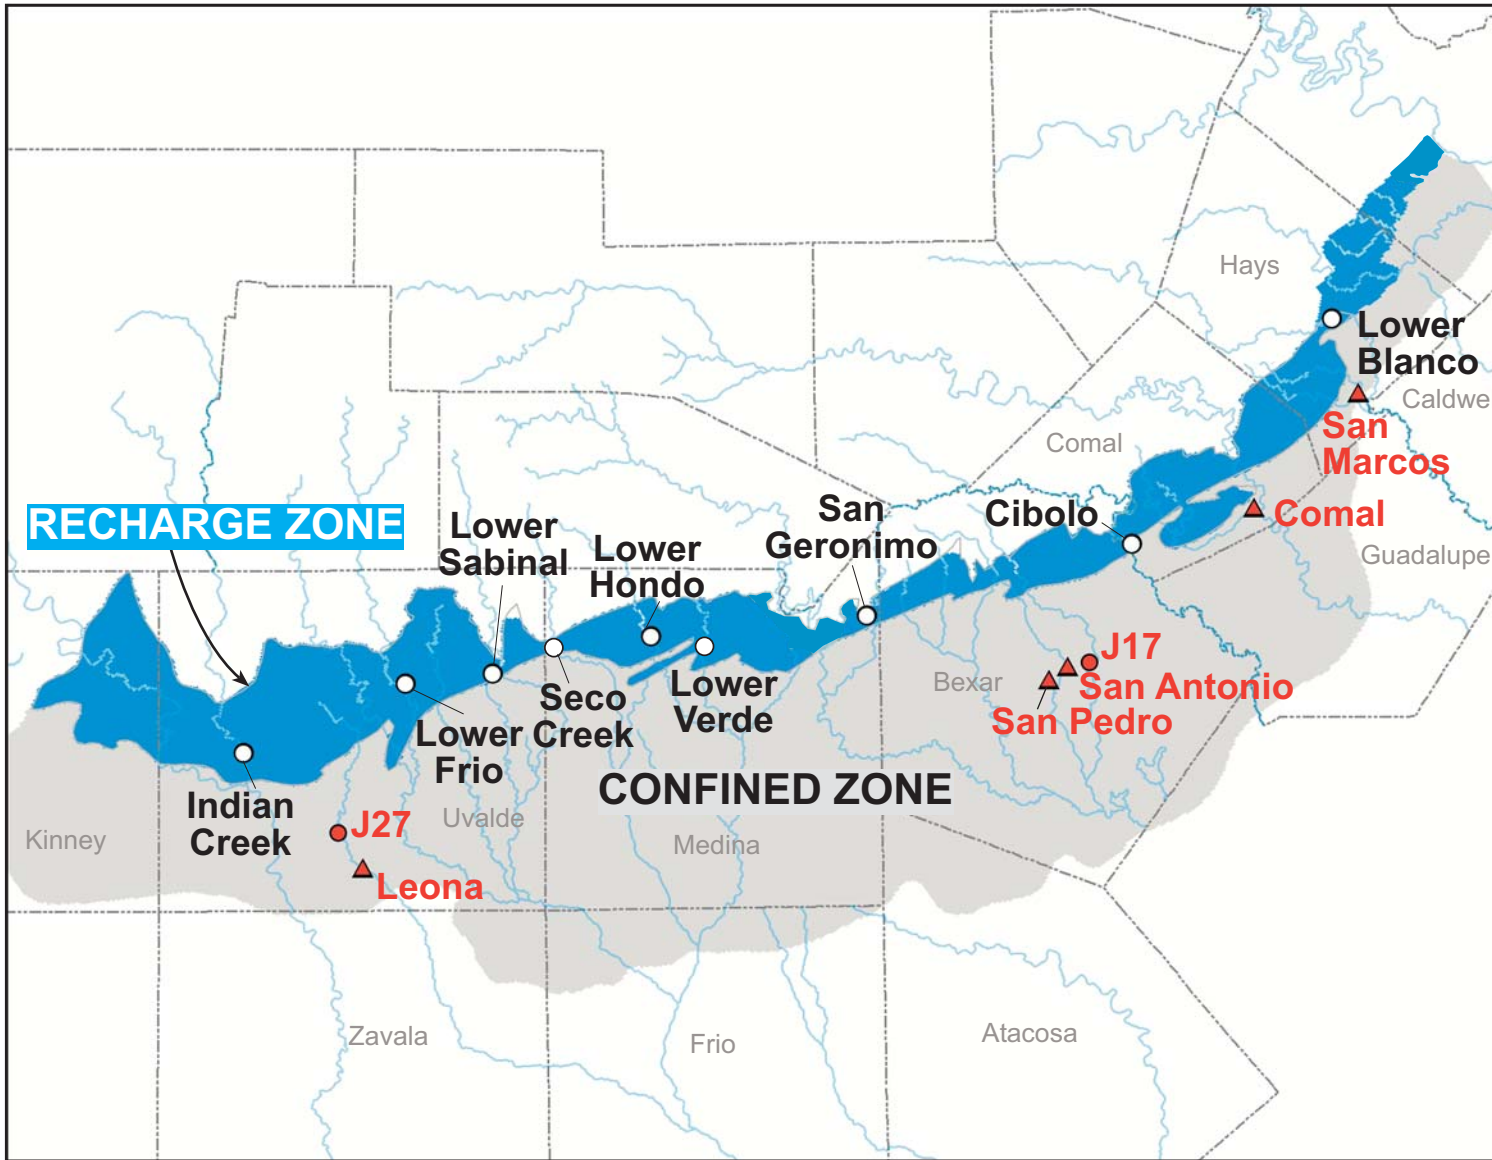 Hays
Lower
Blanco
Caldwe
San
Marcos
Comal
Comal
Guadalupe
Cibolo
San
Geronimo
RECHARGE ZONE
Lower
Sabinal
Lower
Hondo
J17
San Antonio
San Pedro
Bexar
Lower
Verde
Seco
Creek
Lower
Frio
CONFINED ZONE
Indian
Creek
Kinney
J27
Uvalde
Medina
Leona
Zavala
Frio
Atacosa